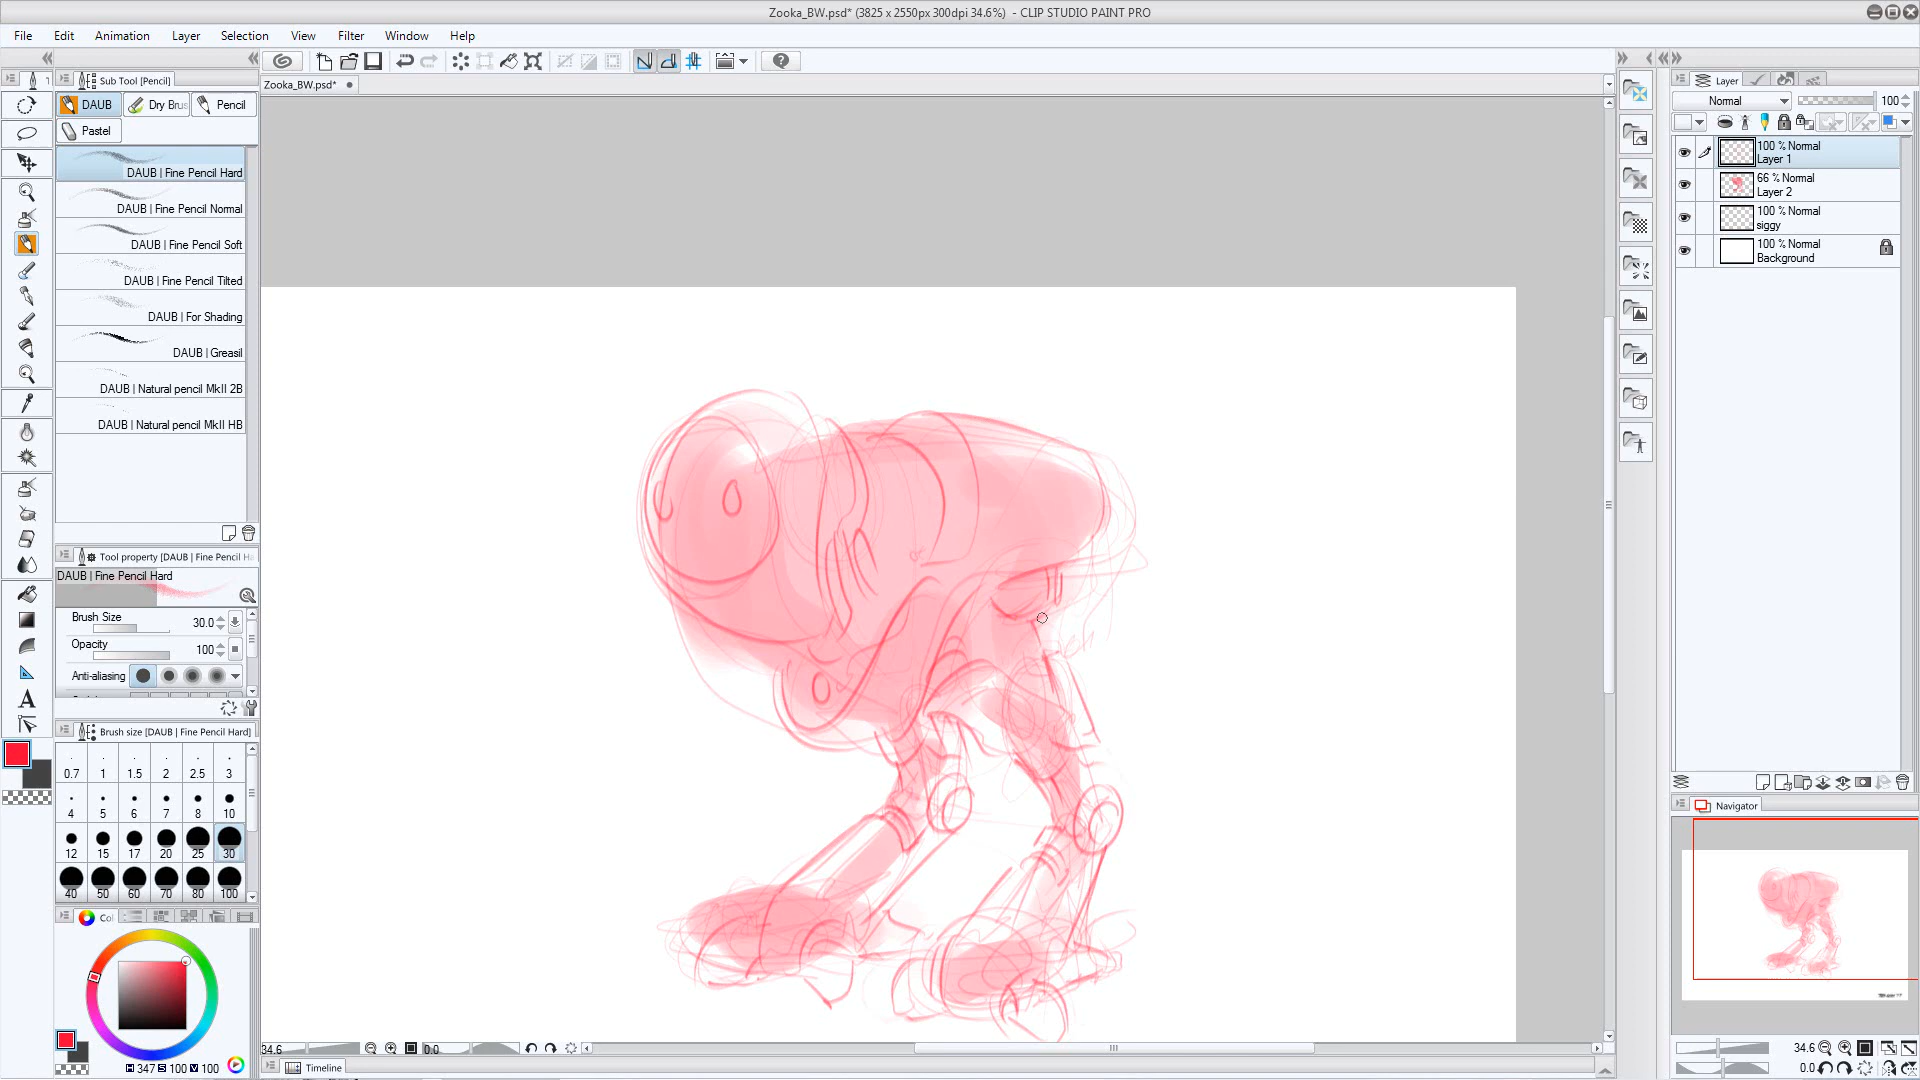 Zooka_BW.psd* (3825 x 2550px 300dpi 34.6%) - CLIP STUDIO PAINT PRO
File Edit Animation Layer Selection View Filter Window Help
Sub Tool [Pencil]
Zooka_BW.psd*
Layer
DAUB Dry Brus Pencil
Pastel
Normal 100
DAUB | Fine Pencil Hard
DAUB | Fine Pencil Normal
DAUB | Fine Pencil Soft
DAUB | Fine Pencil Tilted
DAUB | For Shading
DAUB | Greasil
DAUB | Natural pencil MkII 2B
DAUB | Natural pencil MkII HB
100 % Normal
Layer 1
66 % Normal
Layer 2
100 % Normal
siggy
100 % Normal
Background
Tool property [DAUB | Fine Pencil Ha
DAUB | Fine Pencil Hard
Brush Size 30.0
Opacity 100
Anti-aliasing
A
Brush size [DAUB | Fine Pencil Hard]
0.7 1 1.5 2 2.5 3
4 5 6 7 8 10
12 15 17 20 25 30
40 50 60 70 80 100
Col
H 347 S 100 V 100
34.6 0.0
Timeline
Navigator
34.6
0.0